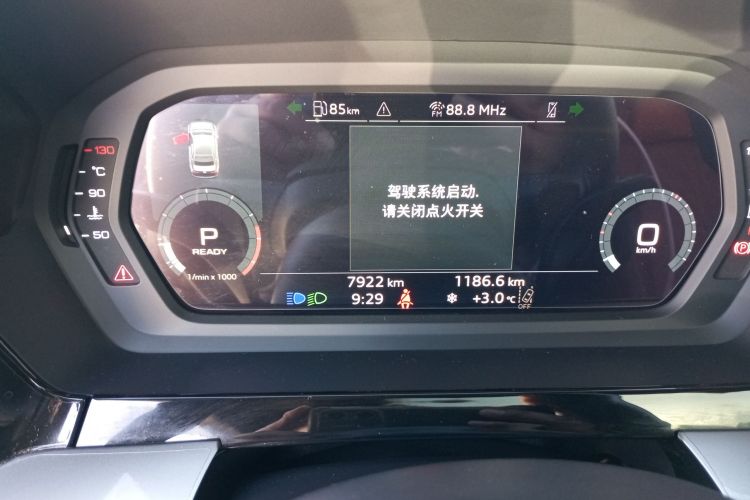 85km
FM 88.8 MHz
130
°C
90
50
驾驶系统启动.
请关闭点火开关
P
READY
1/min x 1000
0
km/h
7922 km
1186.6 km
9:29
+3.0°C
OFF
(P)